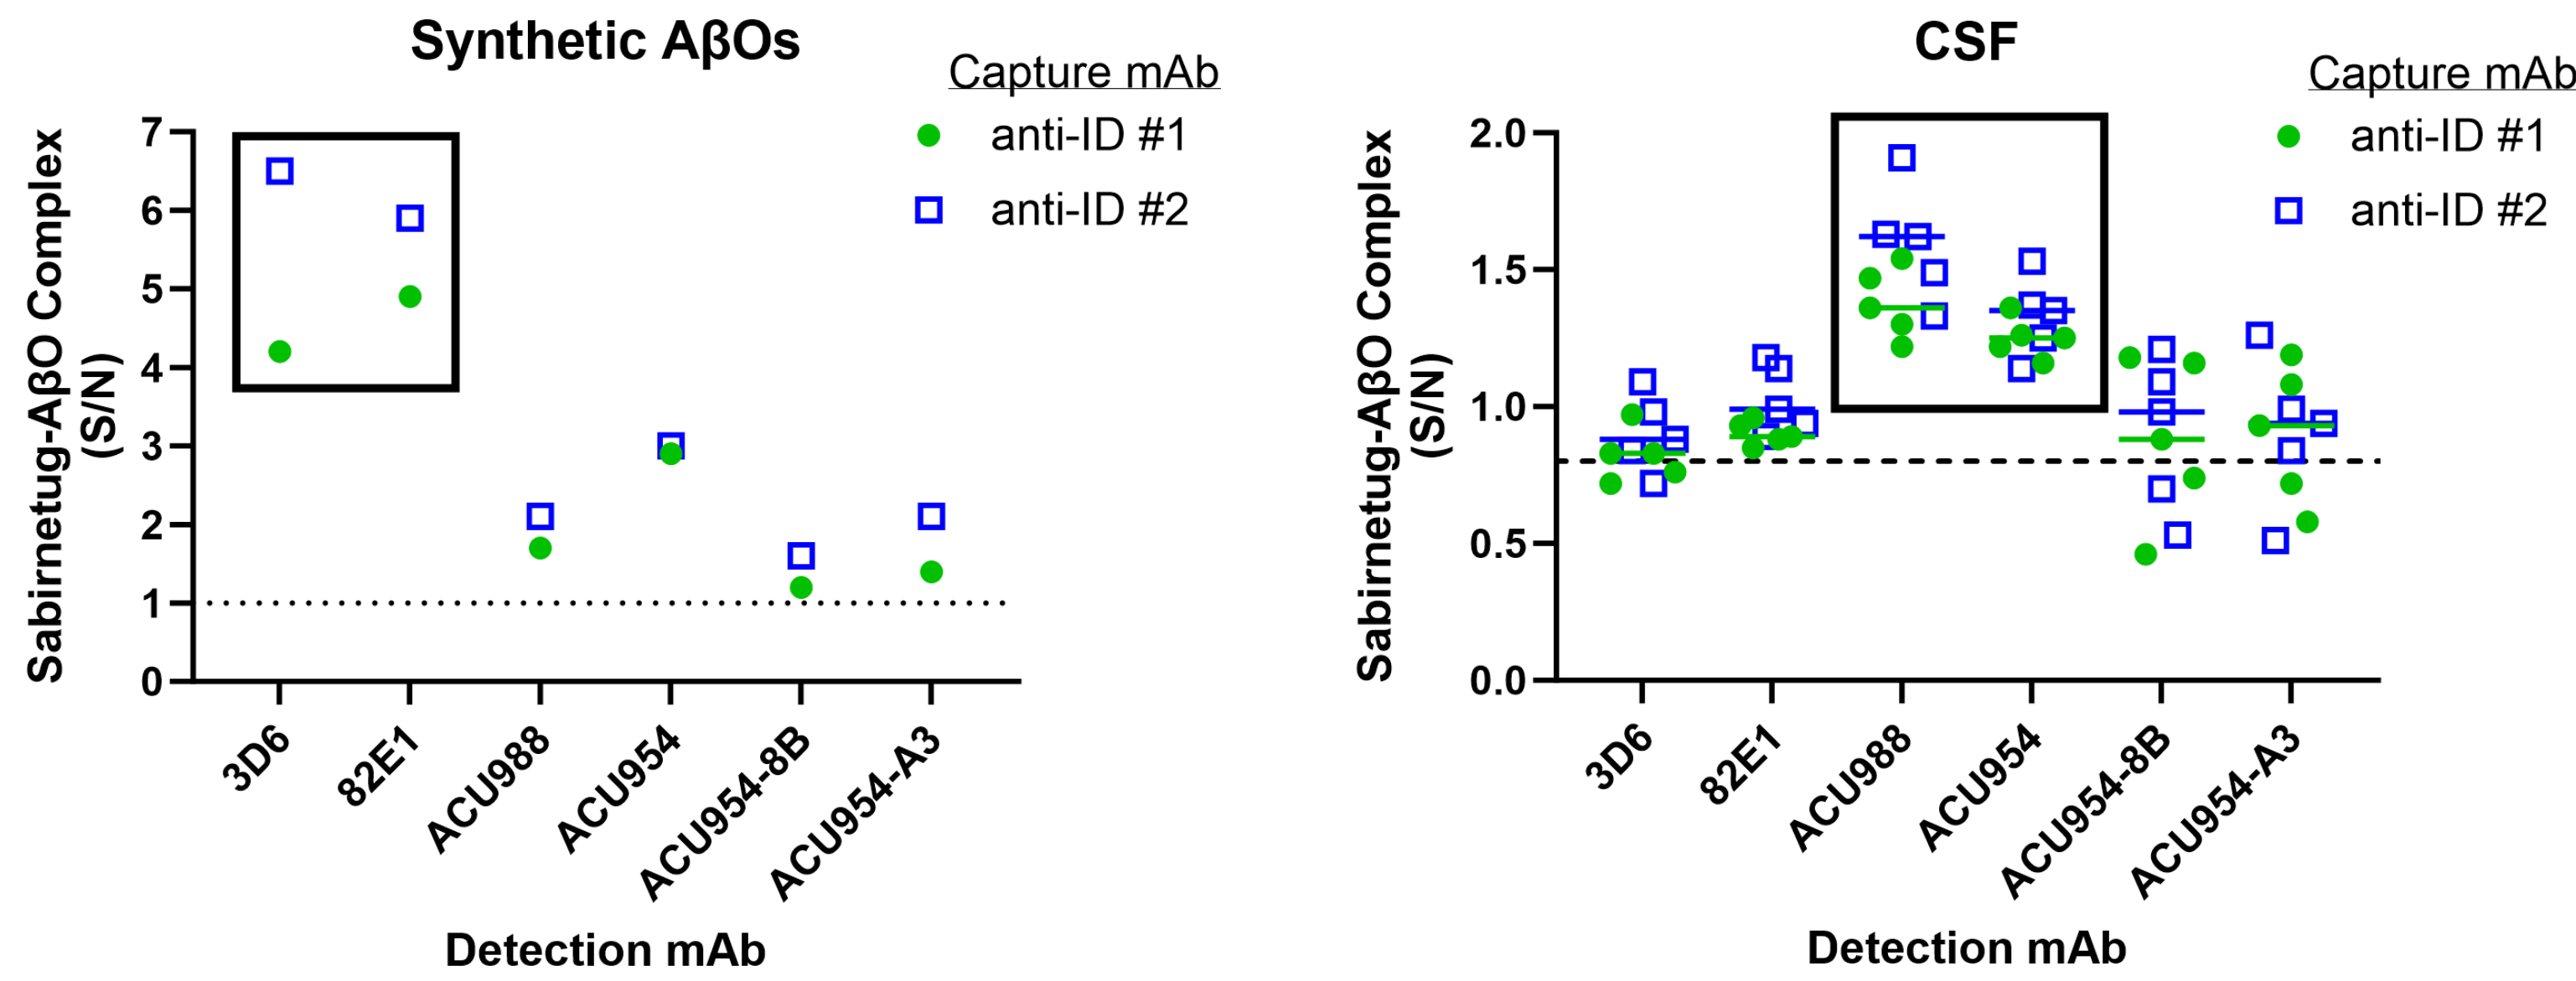 Synthetic AβOs
Capture mAb
anti-ID #1
anti-ID #2
Sabirnetug-AβO Complex
(S/N)
7
6
5
4
3
2
1
0
3D6
82E1
ACU988
ACU954
ACU954-8B
ACU954-A3
Detection mAb
CSF
Capture mAb
anti-ID #1
anti-ID #2
Sabirnetug-AβO Complex
(S/N)
2.0
1.5
1.0
0.5
0.0
3D6
82E1
ACU988
ACU954
ACU954-8B
ACU954-A3
Detection mAb